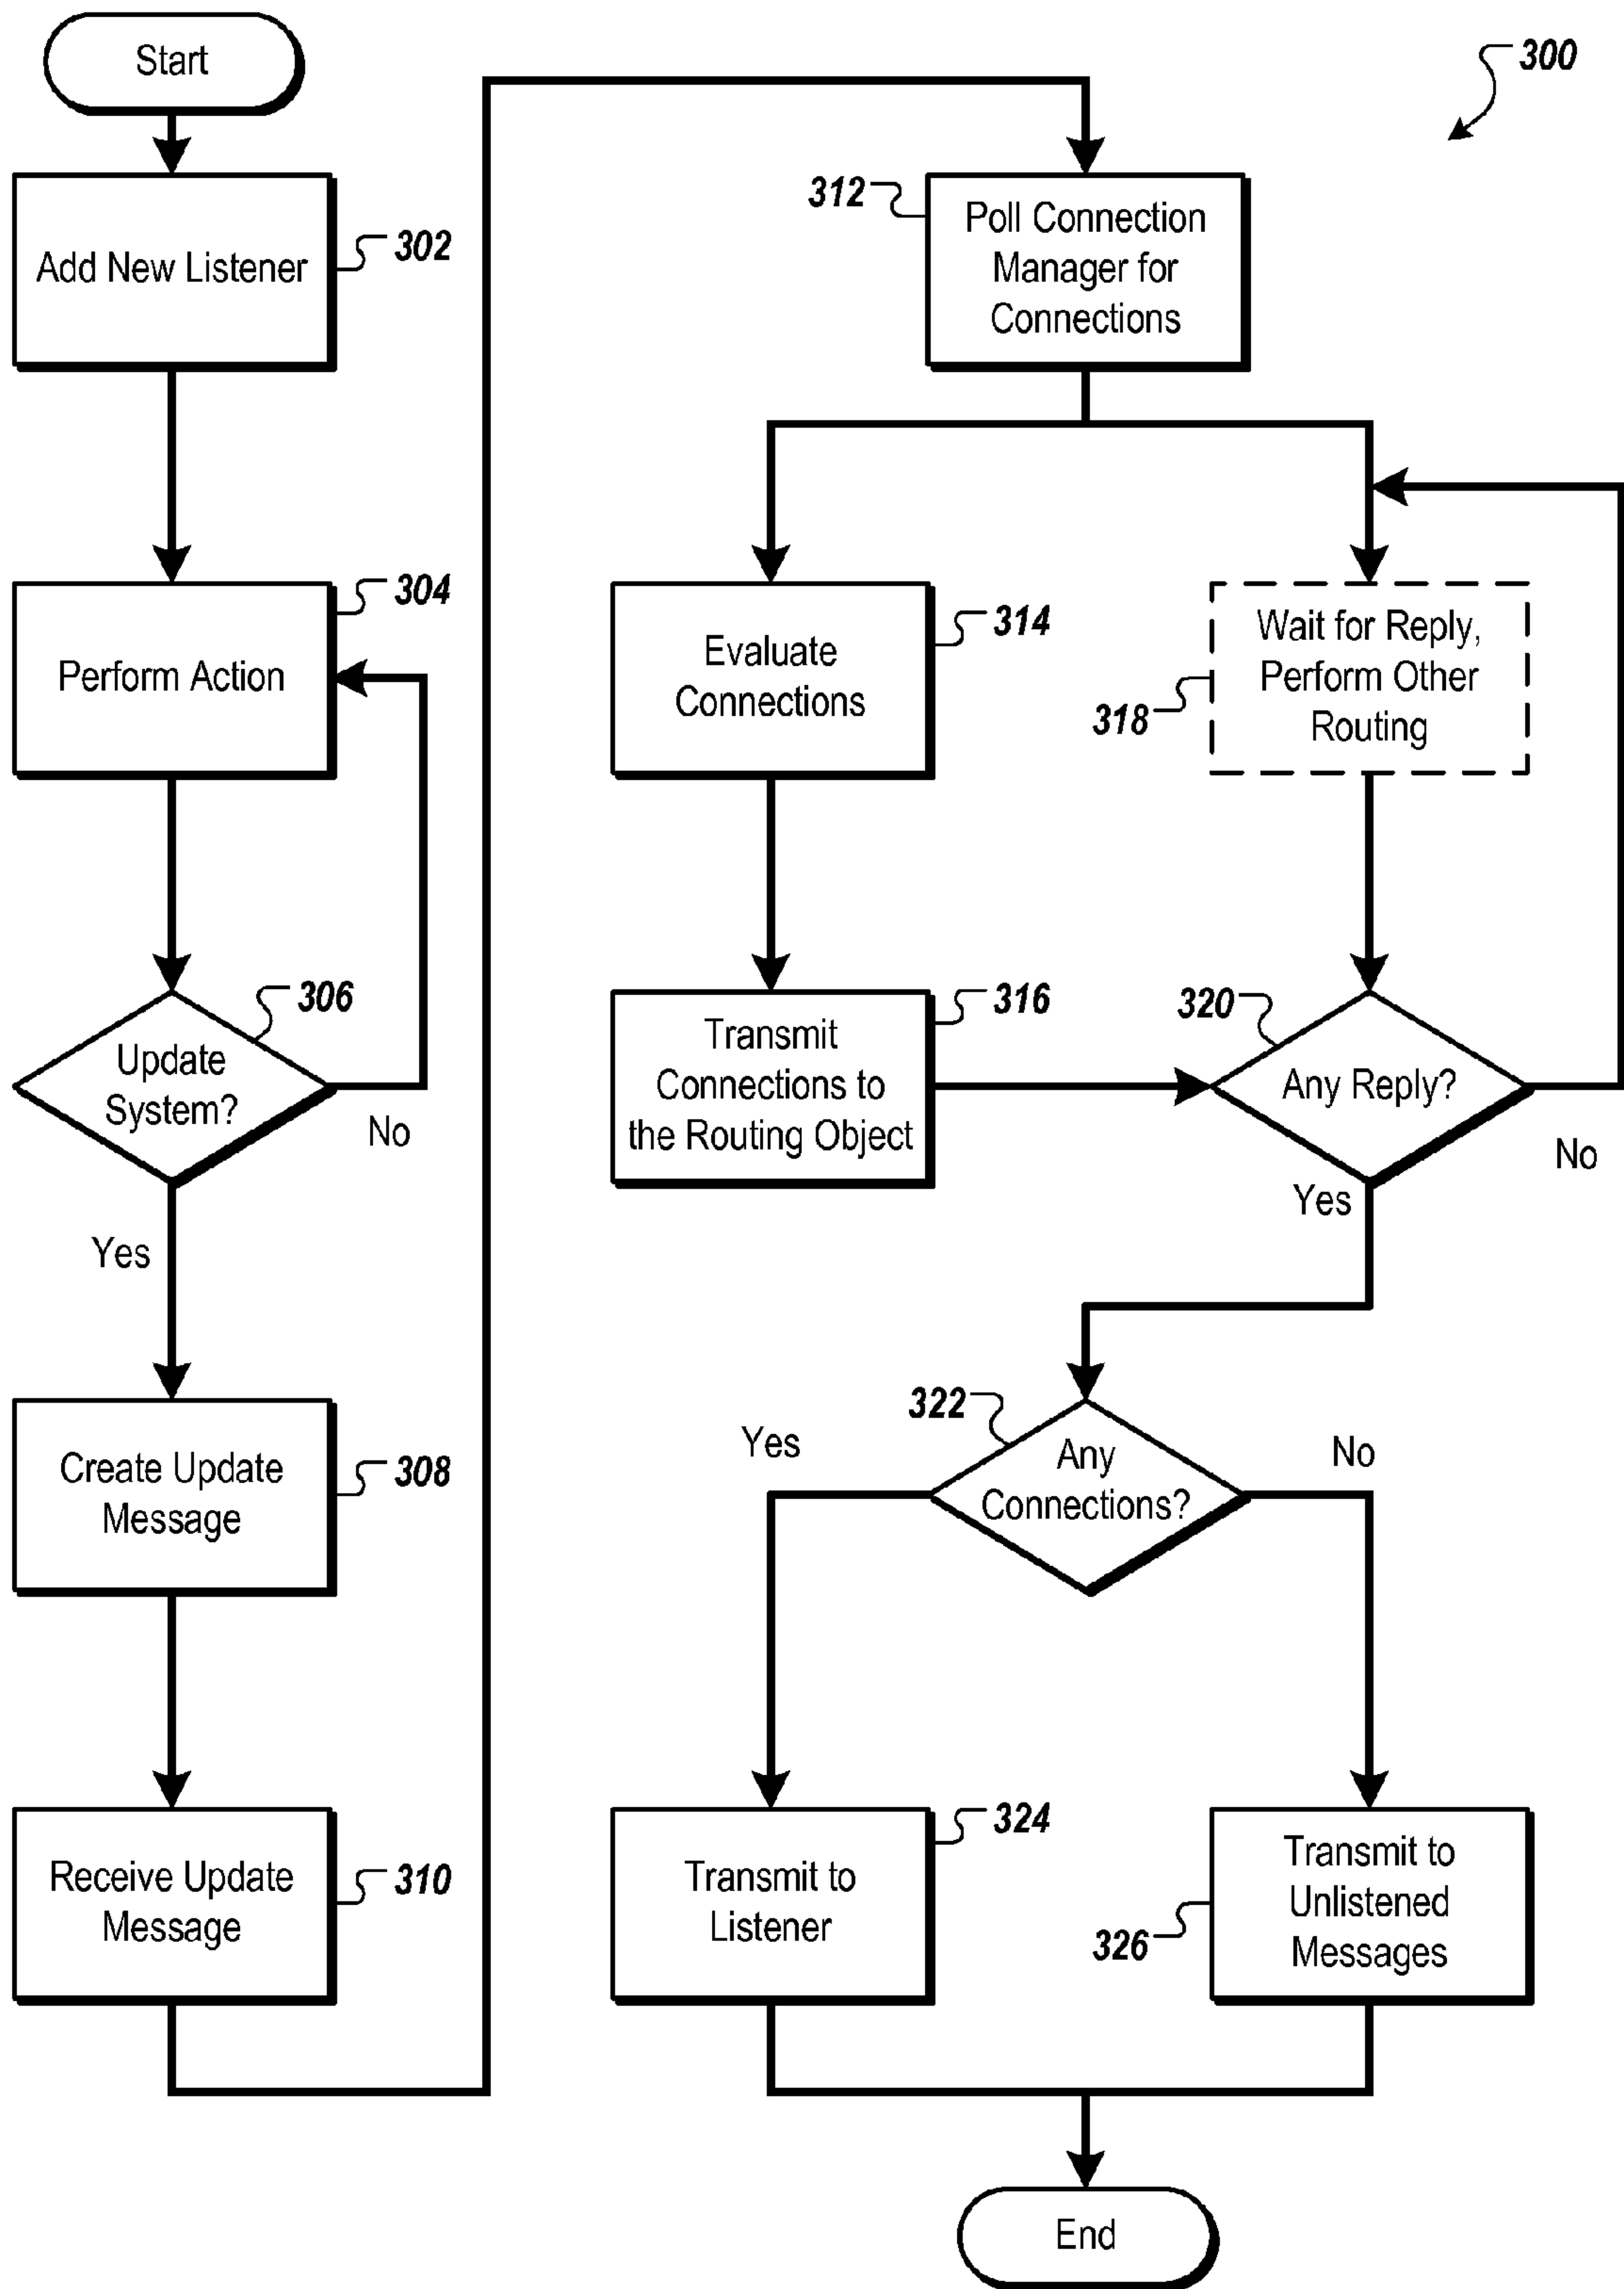 Start
300
Add New Listener
302
Perform Action
304
Update
System?
306
No
Yes
Create Update
Message
308
Receive Update
Message
310
312
Poll Connection
Manager for
Connections
Evaluate
Connections
314
Wait for Reply,
Perform Other
Routing
318
Transmit
Connections to
the Routing Object
316
320
Any Reply?
No
Yes
322
Any
Connections?
Yes
No
Transmit to
Listener
324
Transmit to
Unlistened
Messages
326
End